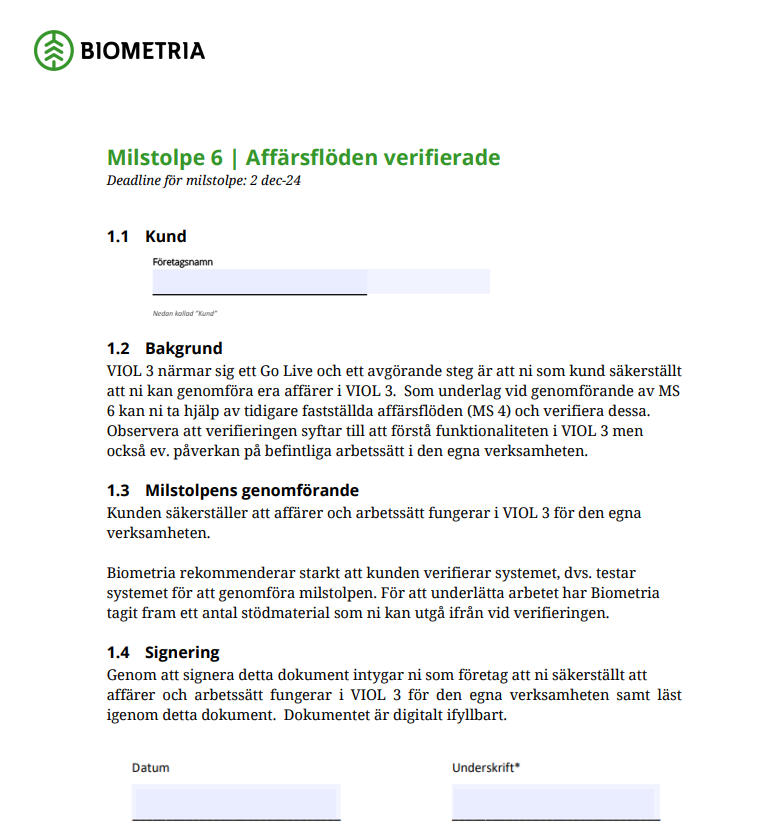 BIOMETRIA
Milstolpe 6 | Affärsflöden verifierade
Deadline för milstolpe: 2 dec-24
1.1 Kund
Företagsnamn
Nedan kallad "Kund"
1.2 Bakgrund
VIOL 3 närmar sig ett Go Live och ett avgörande steg är att ni som kund säkerställt
att ni kan genomföra era affärer i VIOL 3. Som underlag vid genomförande av MS
6 kan ni ta hjälp av tidigare fastställda affärsflöden (MS 4) och verifiera dessa.
Observera att verifieringen syftar till att förstå funktionaliteten i VIOL 3 men
också ev. påverkan på befintliga arbetssätt i den egna verksamheten.
1.3 Milstolpens genomförande
Kunden säkerställer att affärer och arbetssätt fungerar i VIOL 3 för den egna
verksamheten.
Biometria rekommenderar starkt att kunden verifierar systemet, dvs. testar
systemet för att genomföra milstolpen. För att underlätta arbetet har Biometria
tagit fram ett antal stödmaterial som ni kan utgå ifrån vid verifieringen.
1.4 Signering
Genom att signera detta dokument intygar ni som företag att ni säkerställt att
affärer och arbetssätt fungerar i VIOL 3 för den egna verksamheten samt läst
igenom detta dokument. Dokumentet är digitalt ifyllbart.
Datum
Underskrift*